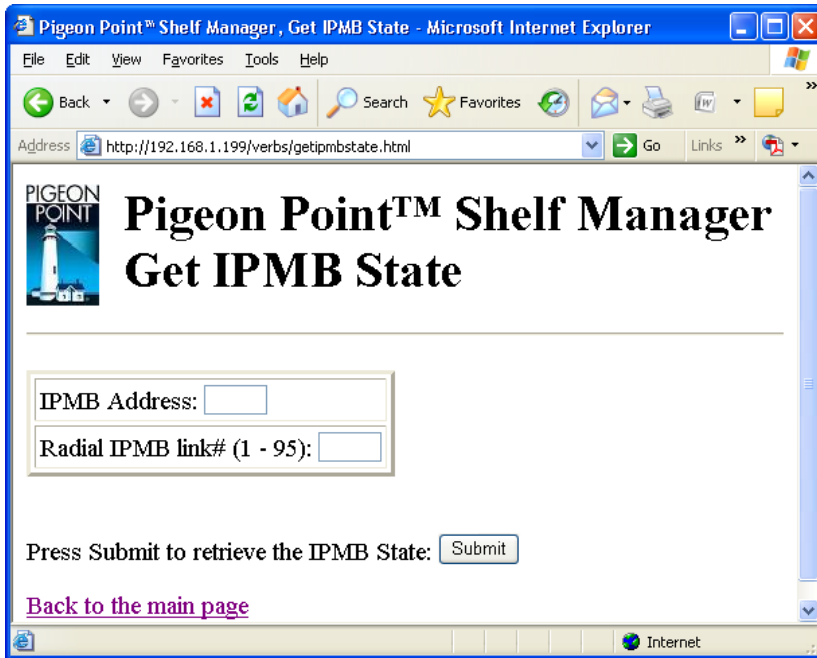 Pigeon Point™ Shelf Manager, Get IPMB State - Microsoft Internet Explorer
File Edit View Favorites Tools Help
Back Search Favorites W »
Address http://192.168.1.199/verbs/getipmbstate.html Go Links »
PIGEON
POINT
Pigeon Point™ Shelf Manager
Get IPMB State
IPMB Address:
Radial IPMB link# (1 - 95):
Press Submit to retrieve the IPMB State: Submit
Back to the main page
Internet